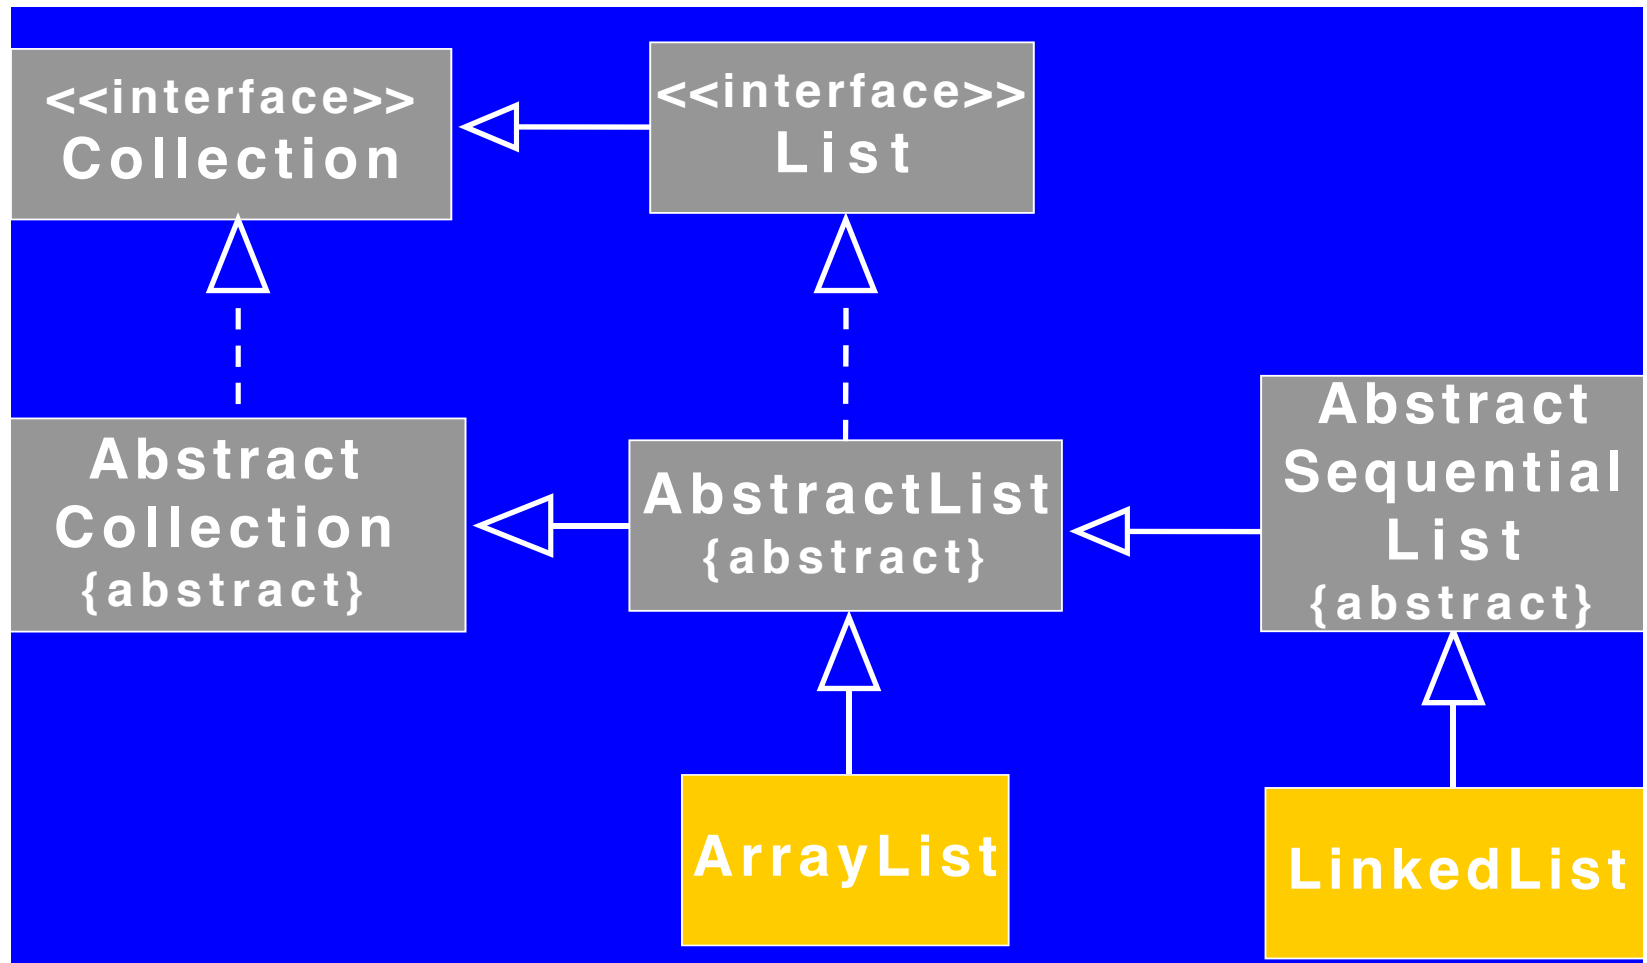 <<interface>>
Collection
<<interface>>
List
Abstract
Collection
{abstract}
AbstractList
{abstract}
Abstract
Sequential
List
{abstract}
ArrayList
LinkedList